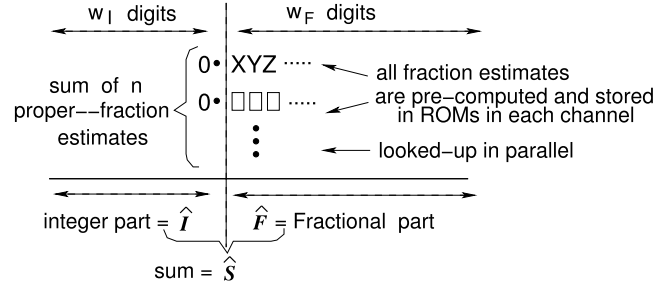 w_I digits
w_F digits
0• XYZ .....
all fraction estimates
sum of n
proper--fraction
estimates
0• □□□ .....
are pre-computed and stored
in ROMs in each channel
looked-up in parallel
integer part = Î
F̂ = Fractional part
sum = Ŝ